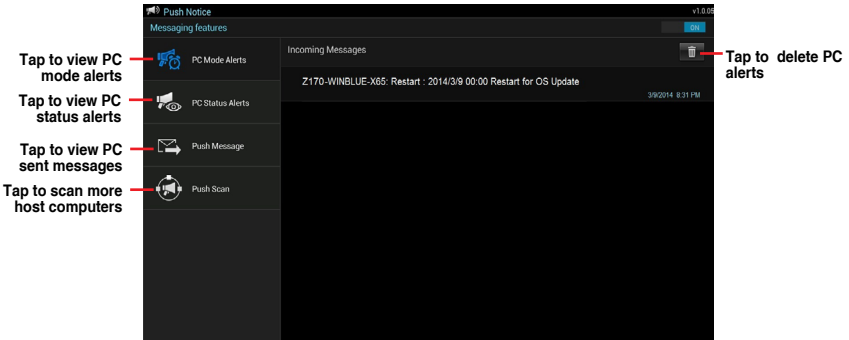 Push Notice
v1.0.05
Messaging features
ON
Tap to view PC
mode alerts
PC Mode Alerts
Incoming Messages
Tap to delete PC
alerts
Z170-WINBLUE-X65: Restart : 2014/3/9 00:00 Restart for OS Update
3/9/2014 8:31 PM
Tap to view PC
status alerts
PC Status Alerts
Tap to view PC
sent messages
Push Message
Tap to scan more
host computers
Push Scan